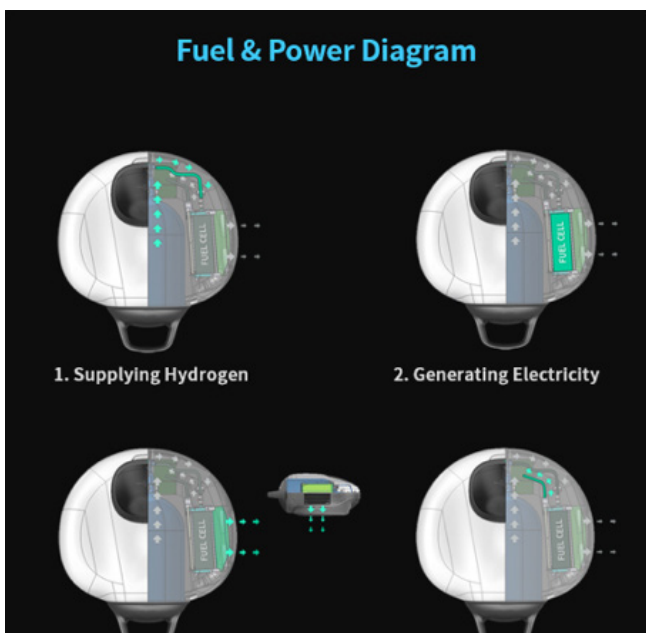 Fuel & Power Diagram
FUEL CELL
FUEL CELL
1. Supplying Hydrogen
2. Generating Electricity
FUEL CELL
FUEL CELL